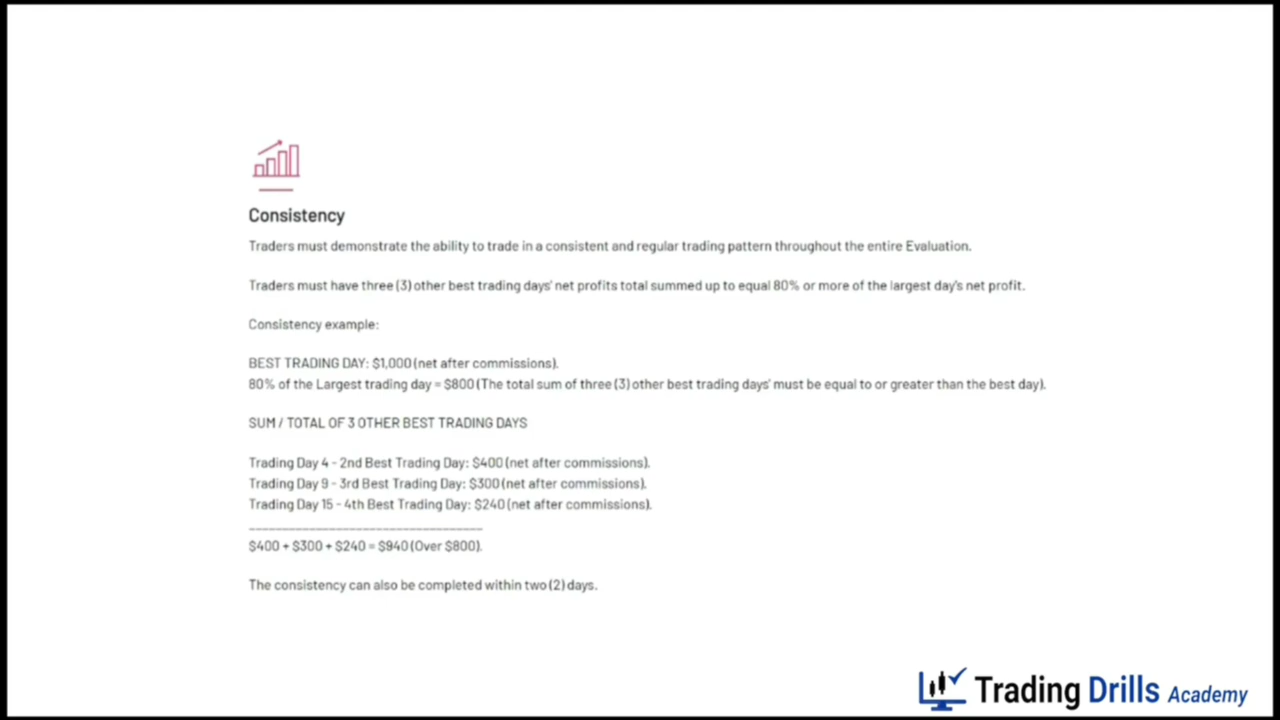 Consistency
Traders must demonstrate the ability to trade in a consistent and regular trading pattern throughout the entire Evaluation.
Traders must have three (3) other best trading days' net profits total summed up to equal 80% or more of the largest day's net profit.
Consistency example:
BEST TRADING DAY: $1,000 (net after commissions).
80% of the Largest trading day = $800 (The total sum of three (3) other best trading days' must be equal to or greater than the best day).
SUM / TOTAL OF 3 OTHER BEST TRADING DAYS
Trading Day 4 - 2nd Best Trading Day: $400 (net after commissions).
Trading Day 9 - 3rd Best Trading Day: $300 (net after commissions).
Trading Day 15 - 4th Best Trading Day: $240 (net after commissions).
___________________________________
$400 + $300 + $240 = $940 (Over $800).
The consistency can also be completed within two (2) days.
Trading Drills Academy